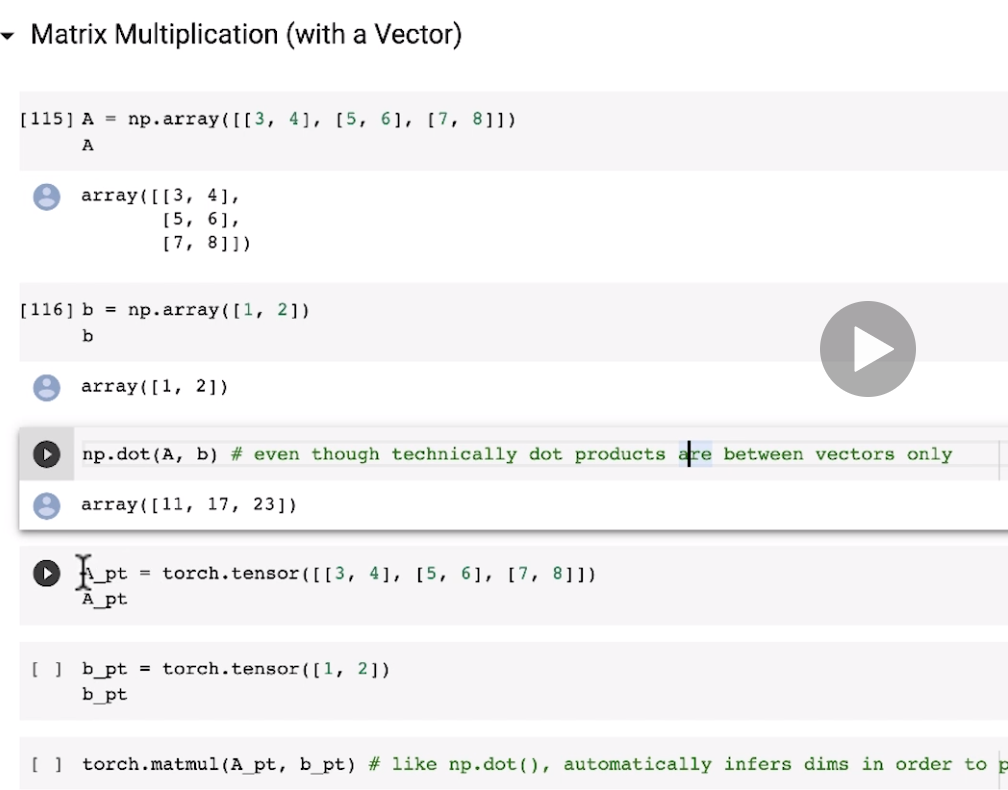 Matrix Multiplication (with a Vector)
[115] A = np.array([[3, 4], [5, 6], [7, 8]])
A
array([[3, 4],
[5, 6],
[7, 8]])
[116] b = np.array([1, 2])
b
array([1, 2])
np.dot(A, b) # even though technically dot products are between vectors only
array([11, 17, 23])
A_pt = torch.tensor([[3, 4], [5, 6], [7, 8]])
A_pt
[ ] b_pt = torch.tensor([1, 2])
b_pt
[ ] torch.matmul(A_pt, b_pt) # like np.dot(), automatically infers dims in order to